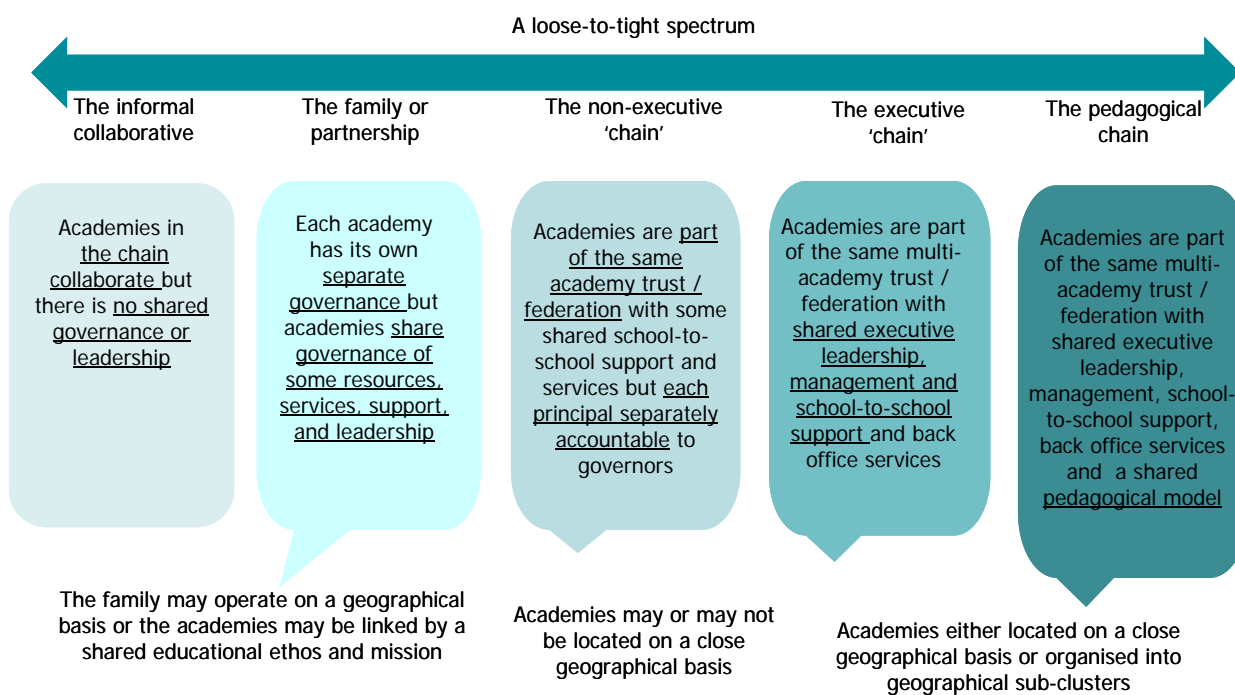 A loose-to-tight spectrum
The informal
collaborative
The family or
partnership
The non-executive
‘chain’
The executive
‘chain’
The pedagogical
chain
Academies in
the chain
collaborate but
there is no shared
governance or
leadership
Each academy
has its own
separate
governance but
academies share
governance of
some resources,
services, support,
and leadership
Academies are part
of the same
academy trust /
federation with some
shared school-to-
school support and
services but each
principal separately
accountable to
governors
Academies are part
of the same multi-
academy trust /
federation with
shared executive
leadership,
management and
school-to-school
support and back
office services
Academies are part
of the same multi-
academy trust /
federation with
shared executive
leadership,
management, school-
to-school support,
back office services
and a shared
pedagogical model
The family may operate on a geographical
basis or the academies may be linked by a
shared educational ethos and mission
Academies may or may not
be located on a close
geographical basis
Academies either located on a close
geographical basis or organised into
geographical sub-clusters